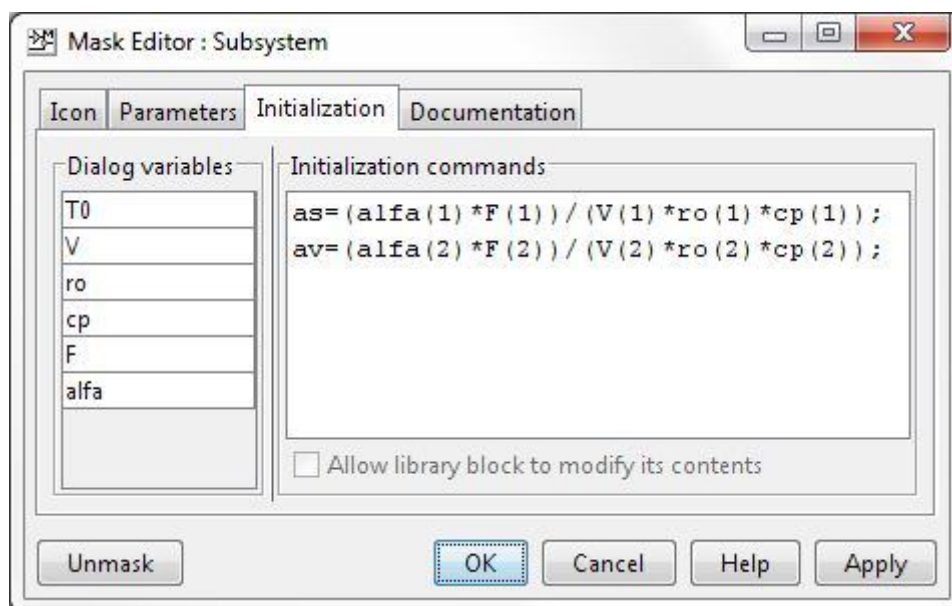 Mask Editor : Subsystem
Icon Parameters Initialization Documentation
Dialog variables
T0
V
ro
cp
F
alfa
Initialization commands
as=(alfa(1)*F(1))/(V(1)*ro(1)*cp(1));
av=(alfa(2)*F(2))/(V(2)*ro(2)*cp(2));
Allow library block to modify its contents
Unmask OK Cancel Help Apply